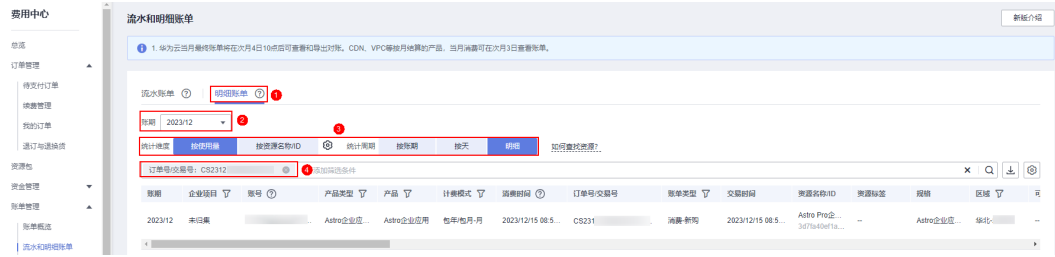 费用中心
总览
订单管理
待支付订单
续费管理
我的订单
退订与退换货
资源包
资金管理
账单管理
账单概览
流水和明细账单
流水和明细账单
新版介绍
1. 华为云当月最终账单将在次月4日10点后可查看和导出对账。CDN、VPC等按月结算的产品，当月消费可在次月3日查看账单。
流水账单 明细账单 1
账期 2023/12 2
3
统计维度 按使用量 按资源名称/ID 统计周期 按账期 按天 明细 如何查找资源?
订单号/交易号: CS2312 4 添加筛选条件
账期 企业项目 账号 产品类型 产品 计费模式 消费时间 订单号/交易号 账单类型 交易时间 资源名称/ID 资源标签 规格 区域
2023/12 未归集 Astro企业应... Astro企业应用 包年/包月-月 2023/12/15 08:5... CS231 消费-新购 2023/12/15 08:5... Astro Pro企... -- Astro企业应... 华北-
3d7fa40ef1a...